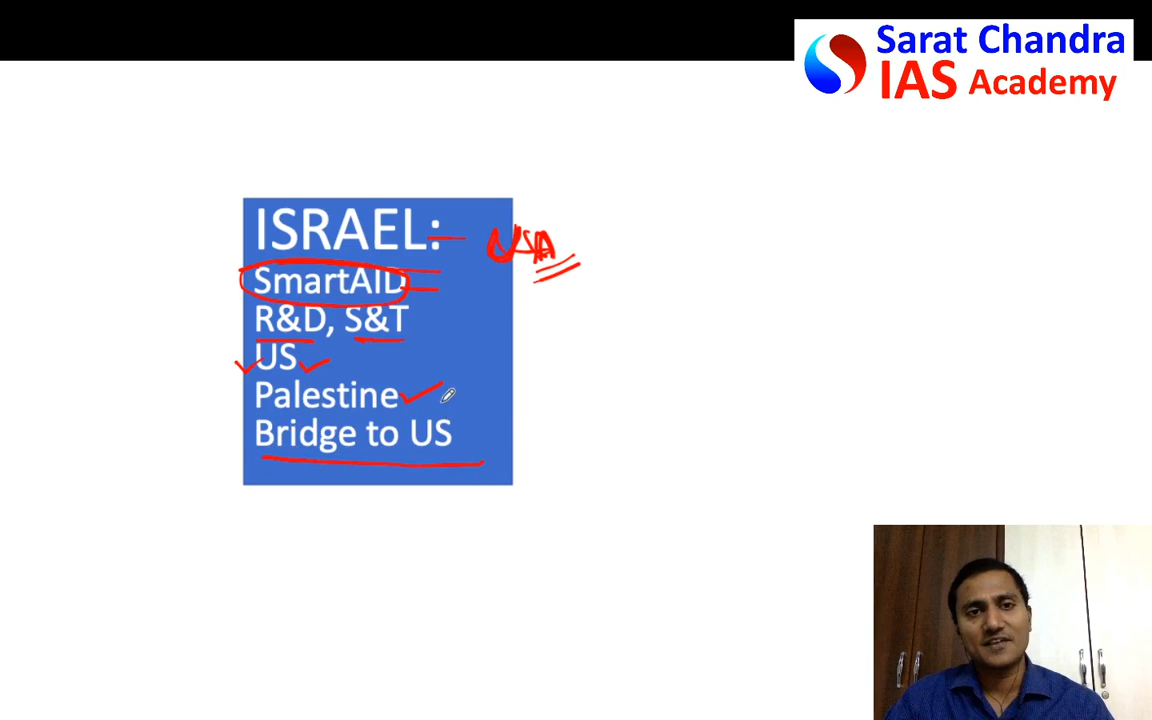 Sarat Chandra
IAS Academy
ISRAEL:
USA
SmartAID
R&D, S&T
US
Palestine
Bridge to US